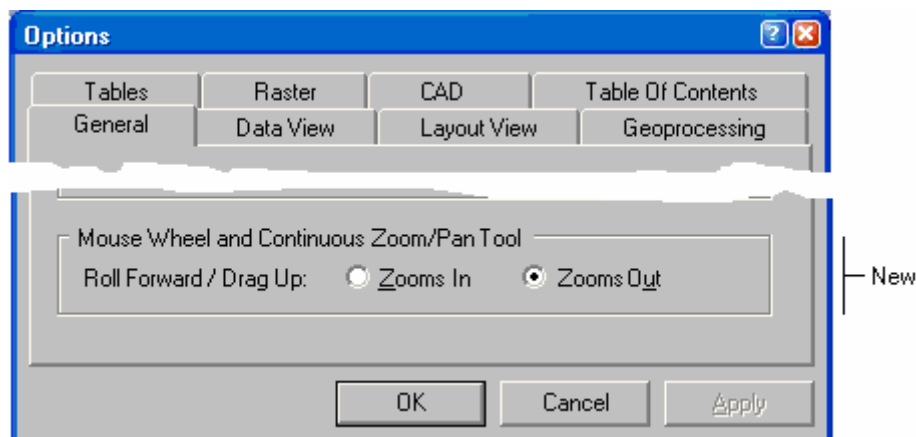 Options
Tables Raster CAD Table Of Contents
General Data View Layout View Geoprocessing
Mouse Wheel and Continuous Zoom/Pan Tool
Roll Forward / Drag Up: Zooms In Zooms Out
New
OK Cancel Apply